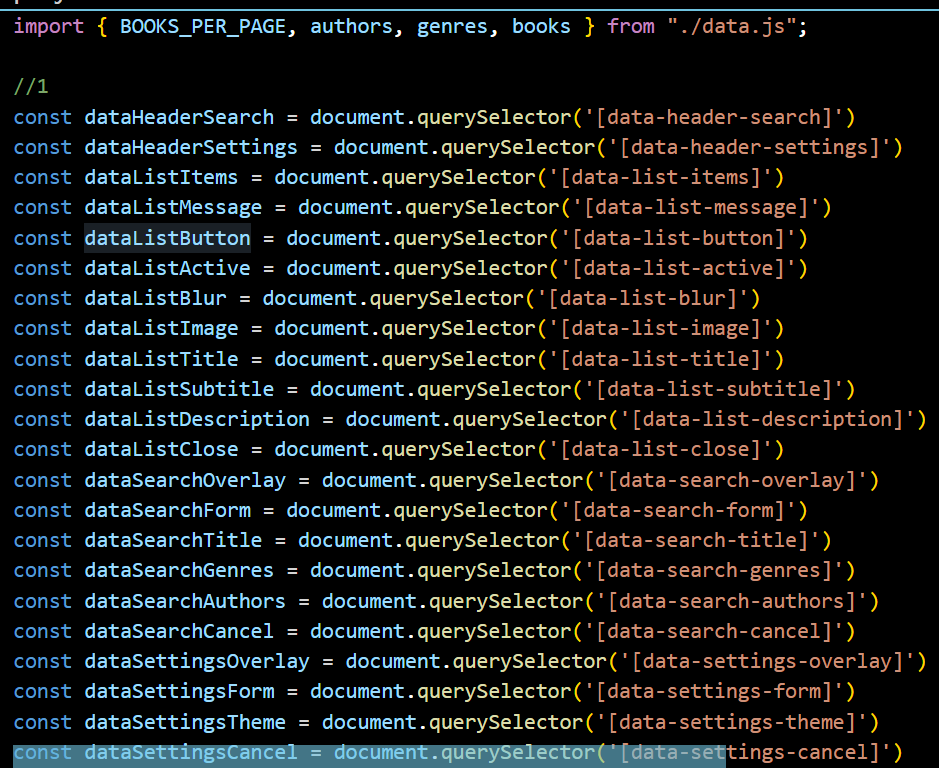 import { BOOKS_PER_PAGE, authors, genres, books } from "./data.js";
//1
const dataHeaderSearch = document.querySelector('[data-header-search]')
const dataHeaderSettings = document.querySelector('[data-header-settings]')
const dataListItems = document.querySelector('[data-list-items]')
const dataListMessage = document.querySelector('[data-list-message]')
const dataListButton = document.querySelector('[data-list-button]')
const dataListActive = document.querySelector('[data-list-active]')
const dataListBlur = document.querySelector('[data-list-blur]')
const dataListImage = document.querySelector('[data-list-image]')
const dataListTitle = document.querySelector('[data-list-title]')
const dataListSubtitle = document.querySelector('[data-list-subtitle]')
const dataListDescription = document.querySelector('[data-list-description]')
const dataListClose = document.querySelector('[data-list-close]')
const dataSearchOverlay = document.querySelector('[data-search-overlay]')
const dataSearchForm = document.querySelector('[data-search-form]')
const dataSearchTitle = document.querySelector('[data-search-title]')
const dataSearchGenres = document.querySelector('[data-search-genres]')
const dataSearchAuthors = document.querySelector('[data-search-authors]')
const dataSearchCancel = document.querySelector('[data-search-cancel]')
const dataSettingsOverlay = document.querySelector('[data-settings-overlay]')
const dataSettingsForm = document.querySelector('[data-settings-form]')
const dataSettingsTheme = document.querySelector('[data-settings-theme]')
const dataSettingsCancel = document.querySelector('[data-settings-cancel]')